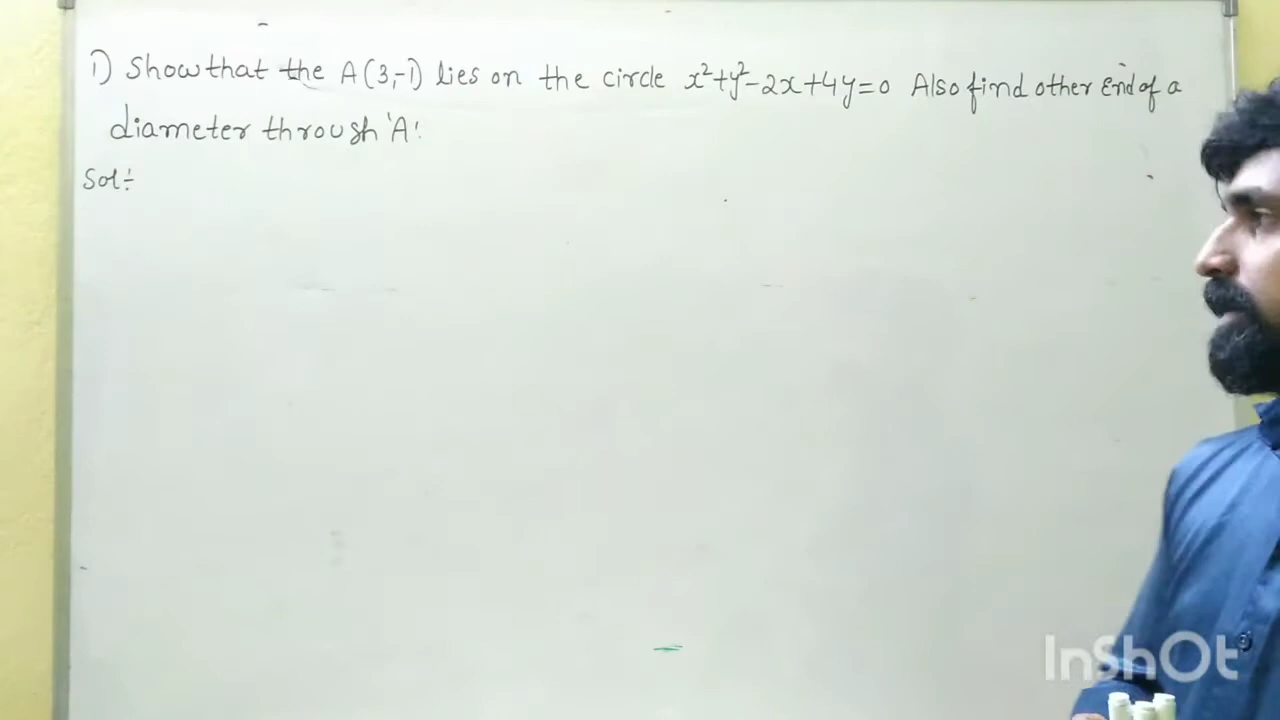 1) Show that the A(3,-1) lies on the circle x²+y²-2x+4y=0 Also find other End of a
diameter throush 'A'.
Sol÷
InShOt